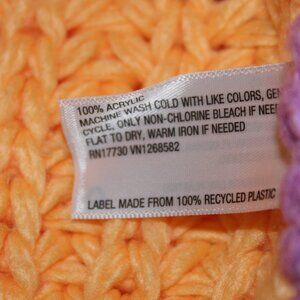 100% ACRYLIC
MACHINE WASH COLD WITH LIKE COLORS,
CYCLE, ONLY NON-CHLORINE BLEACH IF
FLAT TO DRY, WARM IRON IF NEEDED
RN17730 VN1268582
LABEL MADE FROM 100% RECYCLED PLASTIC